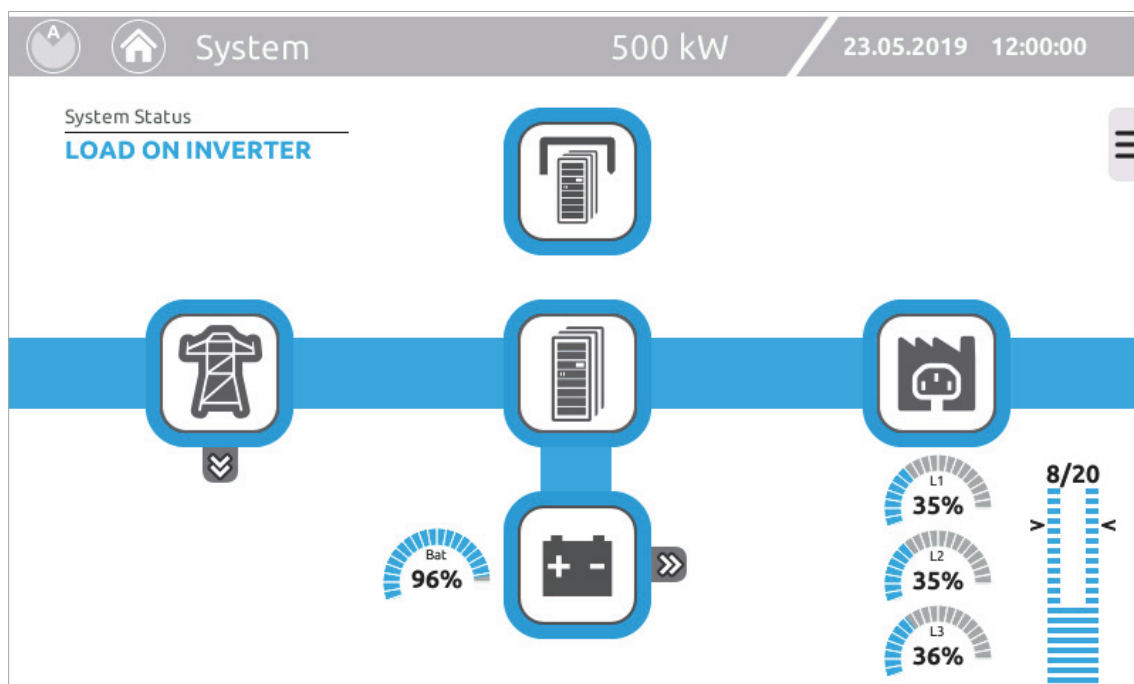 A System 500 kW 23.05.2019 12:00:00
System Status
LOAD ON INVERTER
8/20
L1
35%
> <
Bat
96%
+ -
L2
35%
L3
36%